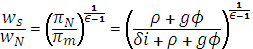 w_S/w_N = (π_N/π_m)^(1/(ϵ−1)) = ((ρ + gϕ)/(δi + ρ + gϕ))^(1/(ϵ−1))